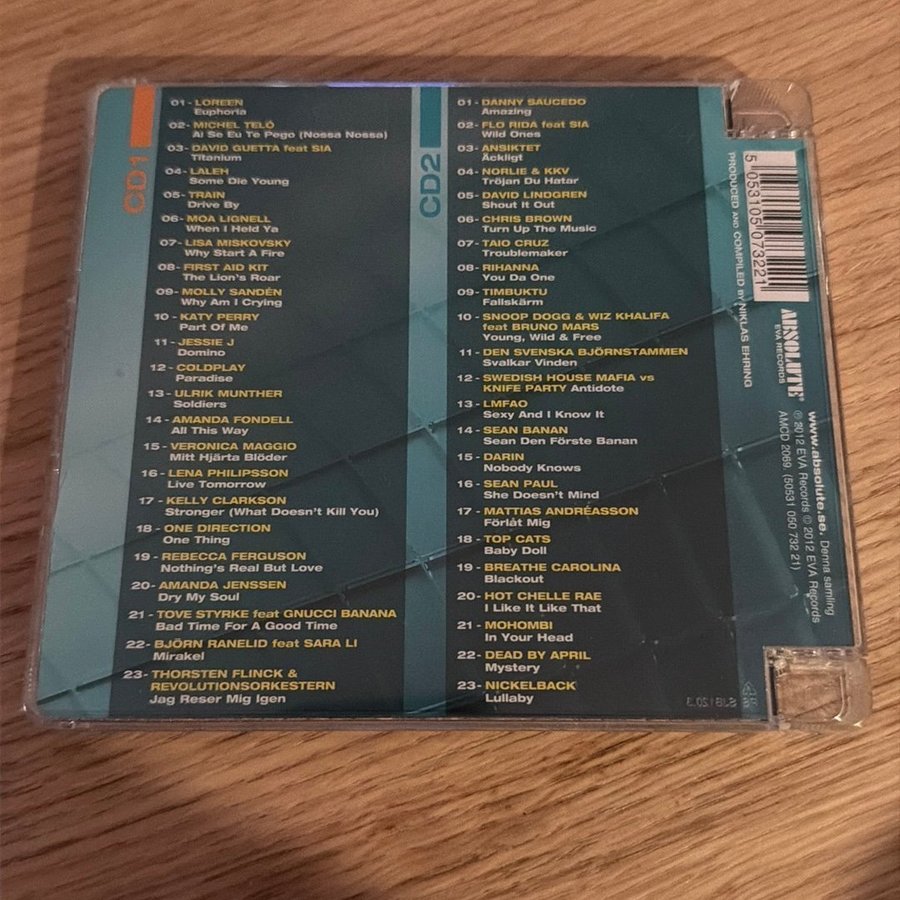 CD1
01- LOREEN
Euphoria
02- MICHEL TELÓ
Ai Se Eu Te Pego (Nossa Nossa)
03- DAVID GUETTA feat SIA
Titanium
04- LALEH
Some Die Young
05- TRAIN
Drive By
06- MOA LIGNELL
When I Held Ya
07- LISA MISKOVSKY
Why Start A Fire
08- FIRST AID KIT
The Lion's Roar
09- MOLLY SANDÉN
Why Am I Crying
10- KATY PERRY
Part Of Me
11- JESSIE J
Domino
12- COLDPLAY
Paradise
13- ULRIK MUNTHER
Soldiers
14- AMANDA FONDELL
All This Way
15- VERONICA MAGGIO
Mitt Hjärta Blöder
16- LENA PHILIPSSON
Live Tomorrow
17- KELLY CLARKSON
Stronger (What Doesn't Kill You)
18- ONE DIRECTION
One Thing
19- REBECCA FERGUSON
Nothing's Real But Love
20- AMANDA JENSSEN
Dry My Soul
21- TOVE STYRKE feat GNUCCI BANANA
Bad Time For A Good Time
22- BJÖRN RANELID feat SARA LI
Mirakel
23- THORSTEN FLINCK &
REVOLUTIONSORKESTERN
Jag Reser Mig Igen
CD2
01- DANNY SAUCEDO
Amazing
02- FLO RIDA feat SIA
Wild Ones
03- ANSIKTET
Äckligt
04- NORLIE & KKV
Tröjan Du Hatar
05- DAVID LINDGREN
Shout It Out
06- CHRIS BROWN
Turn Up The Music
07- TAIO CRUZ
Troublemaker
08- RIHANNA
You Da One
09- TIMBUKTU
Fallskärm
10- SNOOP DOGG & WIZ KHALIFA
feat BRUNO MARS
Young, Wild & Free
11- DEN SVENSKA BJÖRNSTAMMEN
Svalkar Vinden
12- SWEDISH HOUSE MAFIA vs
KNIFE PARTY Antidote
13- LMFAO
Sexy And I Know It
14- SEAN BANAN
Sean Den Förste Banan
15- DARIN
Nobody Knows
16- SEAN PAUL
She Doesn't Mind
17- MATTIAS ANDRÉASSON
Förlåt Mig
18- TOP CATS
Baby Doll
19- BREATHE CAROLINA
Blackout
20- HOT CHELLE RAE
I Like It Like That
21- MOHOMBI
In Your Head
22- DEAD BY APRIL
Mystery
23- NICKELBACK
Lullaby
PRODUCED AND COMPILED BY NIKLAS EHRING
5 053105 073221
ABSOLUTE®
EVA RECORDS
www.absolute.se. Denna samling
℗ 2012 EVA Records © 2012 EVA Records
AMCD 2069. (50531 050 732 21)